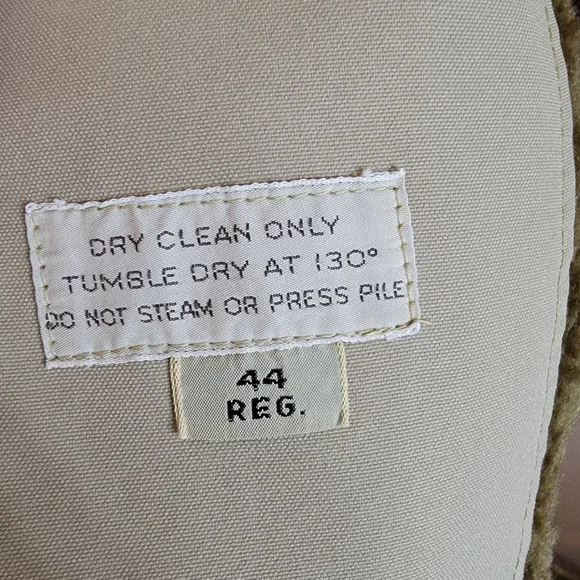 DRY CLEAN ONLY
TUMBLE DRY AT 130°
DO NOT STEAM OR PRESS PILE
44
REG.